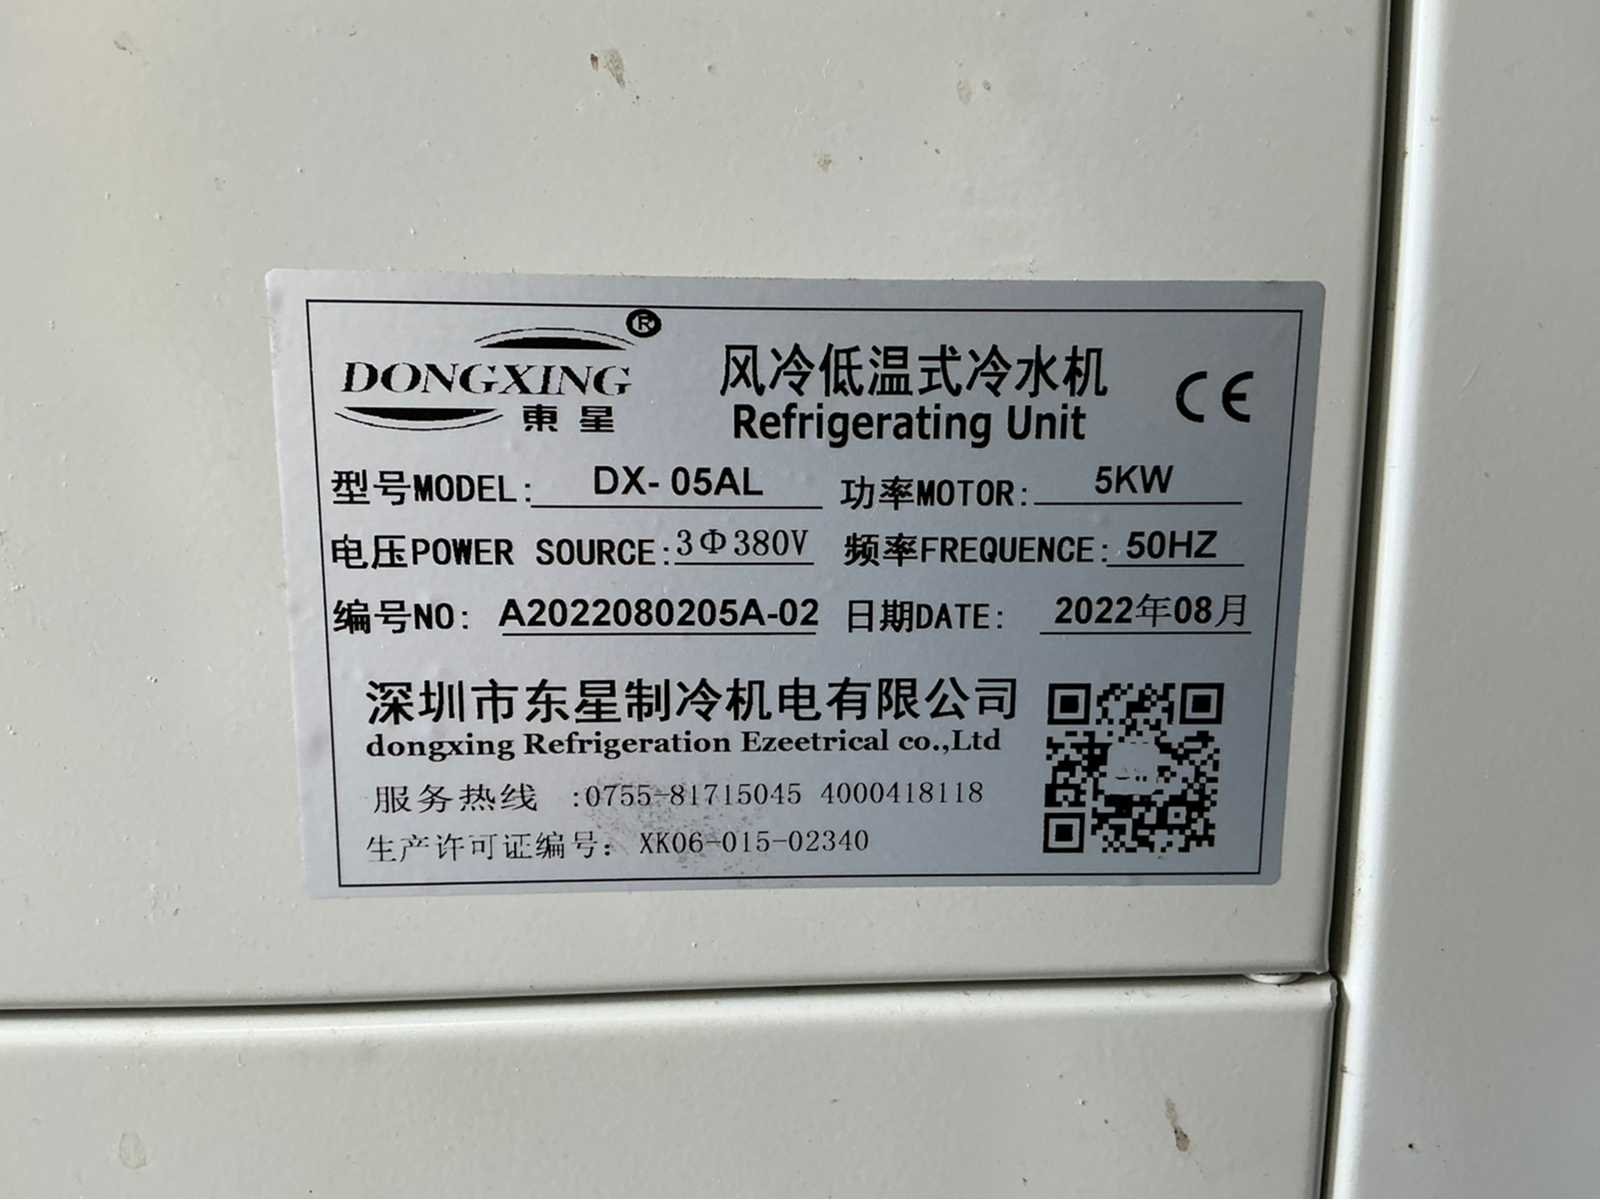 ®
DONGXING
東星
风冷低温式冷水机
Refrigerating Unit
CE
型号MODEL: DX-05AL 功率MOTOR: 5KW
电压POWER SOURCE: 3Φ380V 频率FREQUENCE: 50HZ
编号NO: A2022080205A-02 日期DATE: 2022年08月
深圳市东星制冷机电有限公司
dongxing Refrigeration Ezeetrical co.,Ltd
服务热线 :0755-81715045 4000418118
生产许可证编号: XK06-015-02340